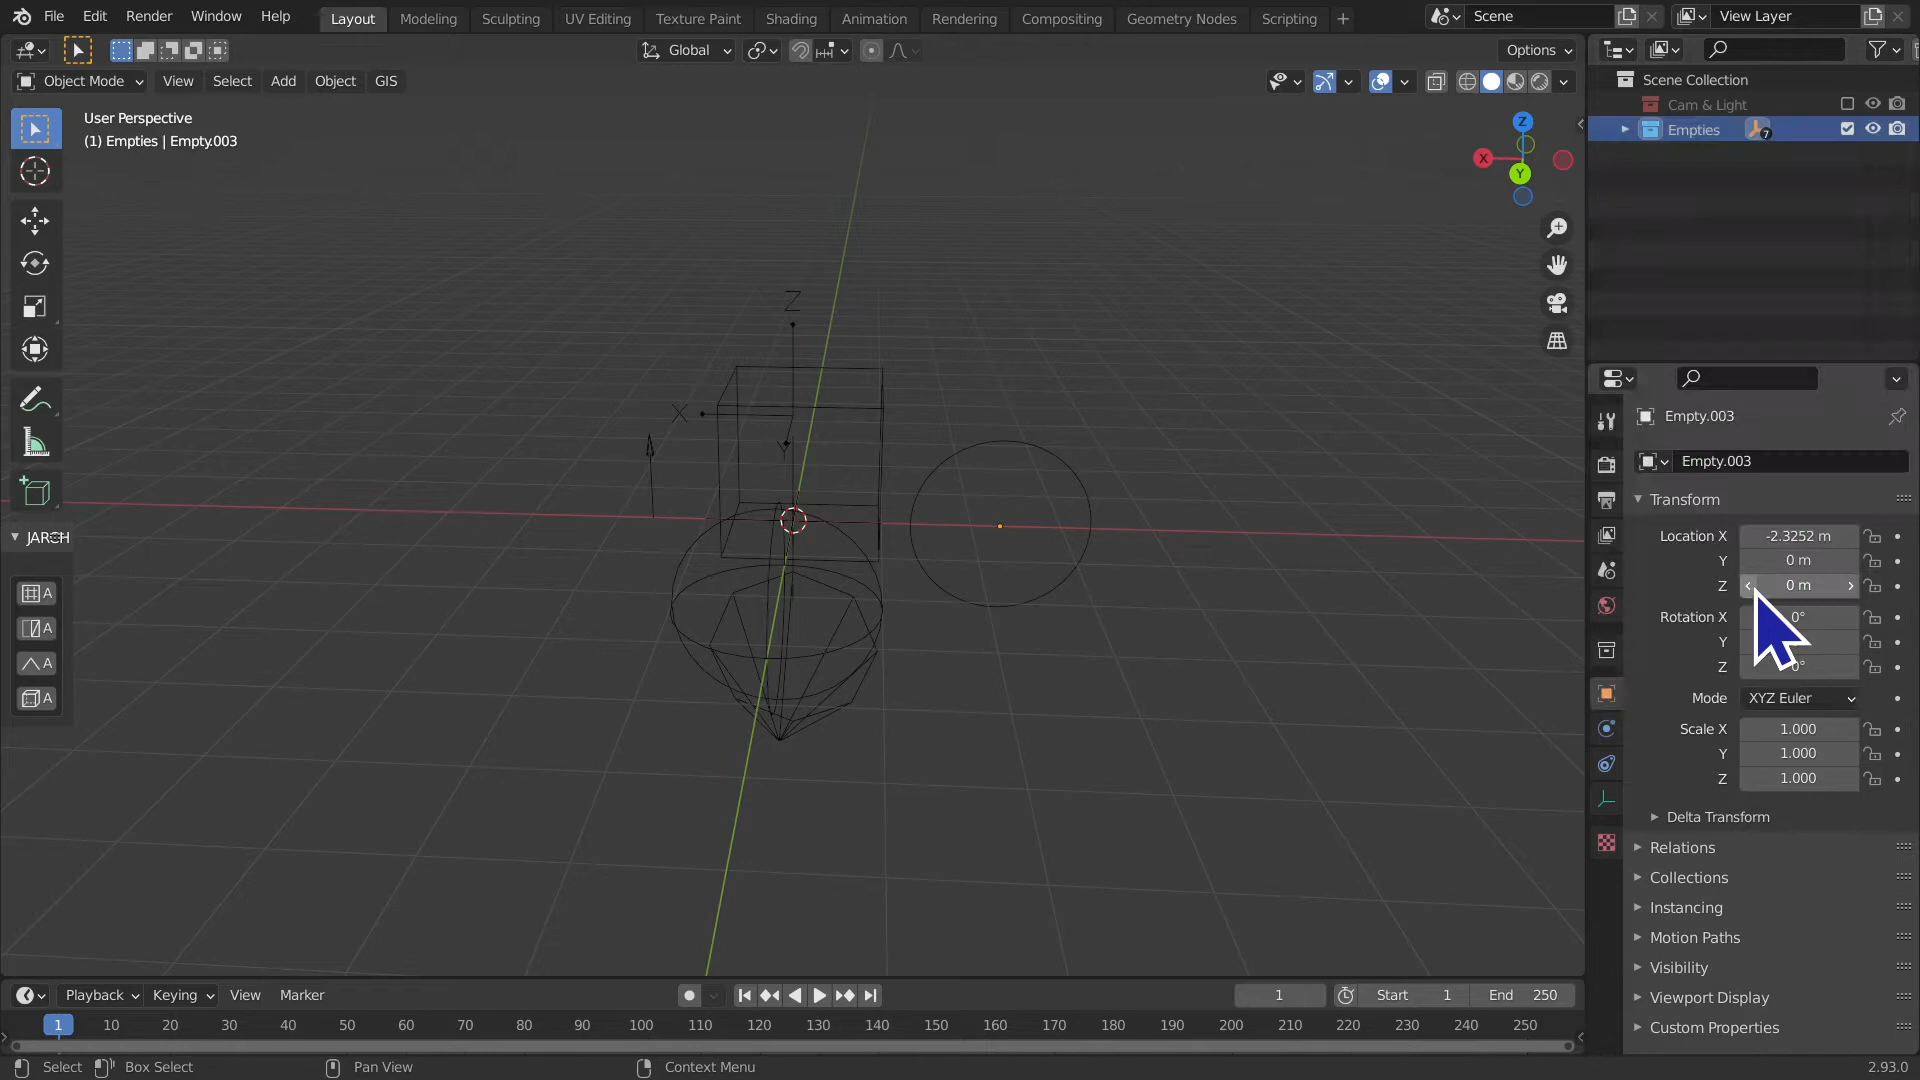 File Edit Render Window Help Layout Modeling Sculpting UV Editing Texture Paint Shading Animation Rendering Compositing Geometry Nodes Scripting + Scene View Layer
Global Options
Object Mode View Select Add Object GIS
User Perspective
(1) Empties | Empty.003
Scene Collection
Cam & Light
Empties 7
Z
X
Y
Z
X
Y
JARCH
A
A
A
A
Empty.003
Empty.003
Transform
Location X -2.3252 m
Y 0 m
Z 0 m
Rotation X 0°
Y
Z 0°
Mode XYZ Euler
Scale X 1.000
Y 1.000
Z 1.000
Delta Transform
Relations
Collections
Instancing
Motion Paths
Visibility
Viewport Display
Custom Properties
Playback Keying View Marker 1 Start 1 End 250
1 10 20 30 40 50 60 70 80 90 100 110 120 130 140 150 160 170 180 190 200 210 220 230 240 250
Select Box Select Pan View Context Menu 2.93.0